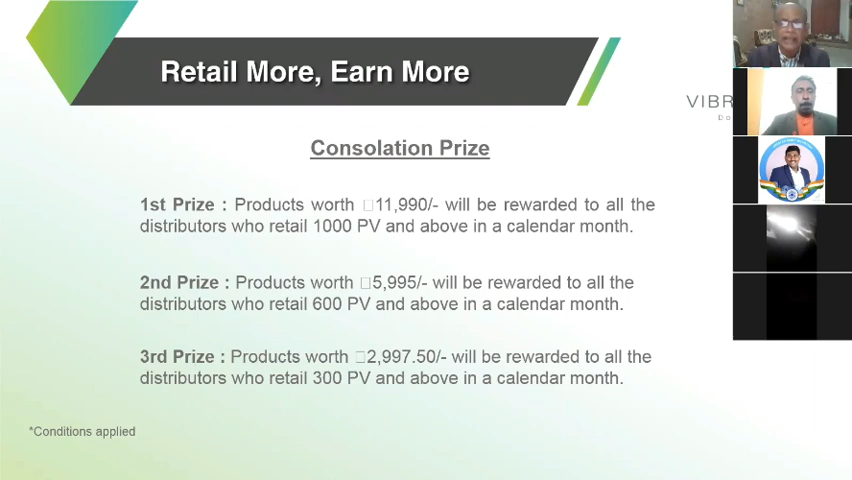 Retail More, Earn More
VIBR
Do
Consolation Prize
1st Prize : Products worth □11,990/- will be rewarded to all the
distributors who retail 1000 PV and above in a calendar month.
2nd Prize : Products worth □5,995/- will be rewarded to all the
distributors who retail 600 PV and above in a calendar month.
3rd Prize : Products worth □2,997.50/- will be rewarded to all the
distributors who retail 300 PV and above in a calendar month.
*Conditions applied